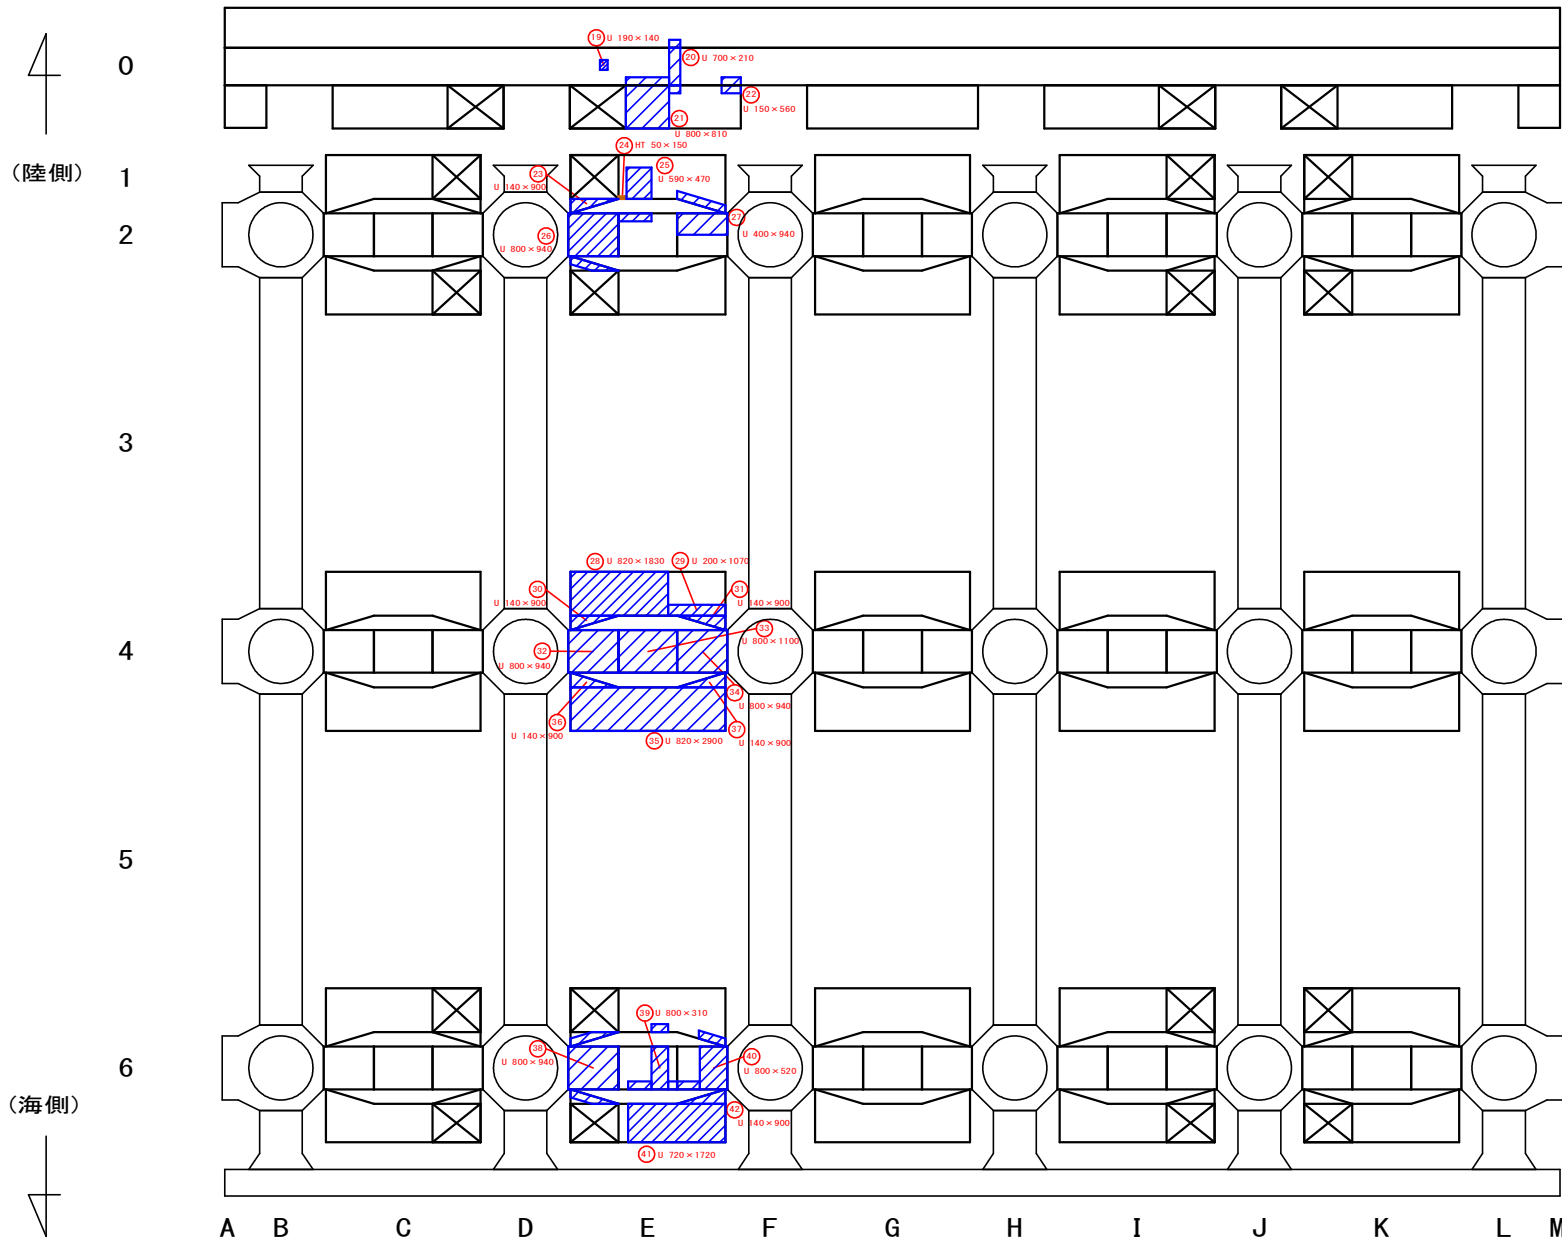 0
⑲ U 190×140
⑳ U 700×210
㉒
U 150×560
㉑
U 800×810
(陸側)
1
㉔ HT 50×150
㉓
U 140×900
㉕
U 590×470
2
㉖
U 800×940
㉗
U 400×940
3
㉘ U 820×1830
㉙ U 200×1070
㉚
U 140×900
㉛
U 140×900
4
㉜
U 800×940
㉝
U 800×1100
㉞
U 800×940
㊱
U 140×900
㉟ U 820×2900
㊲
U 140×900
5
㊴ U 800×310
6
㊳
U 800×940
㊵
U 800×520
(海側)
㊷
U 140×900
㊶ U 720×1720
A B C D E F G H I J K L M